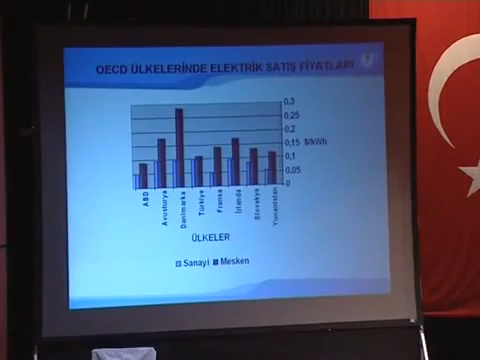 OECD ÜLKELERİNDE ELEKTRİK SATIŞ FİYATLARI
0,3
0,25
0,2
0,15 $/kWh
0,1
0,05
0
ABD
Avusturya
Danimarka
Türkiye
Fransa
İrlanda
Slovakya
Yunanistan
ÜLKELER
Sanayi Mesken